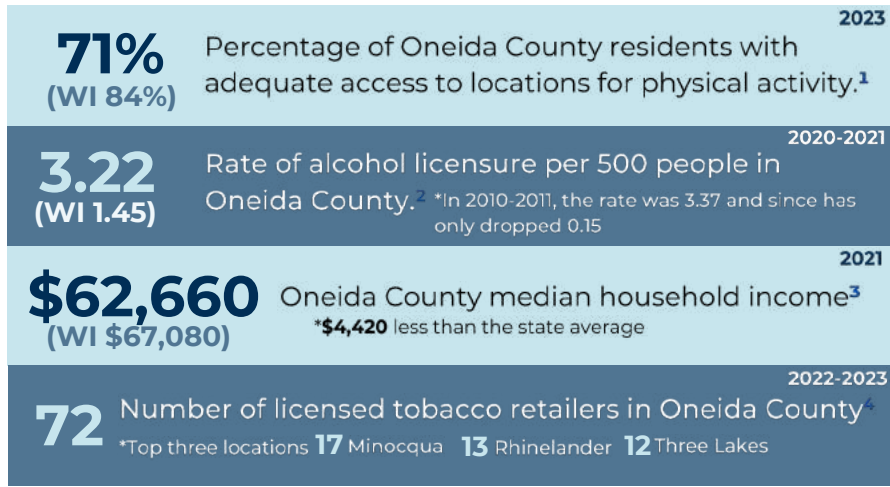 2023
71%
(WI 84%)
Percentage of Oneida County residents with
adequate access to locations for physical activity.1
2020-2021
3.22
(WI 1.45)
Rate of alcohol licensure per 500 people in
Oneida County.2 *In 2010-2011, the rate was 3.37 and since has
only dropped 0.15
2021
$62,660
(WI $67,080)
Oneida County median household income3
*$4,420 less than the state average
2022-2023
72
Number of licensed tobacco retailers in Oneida County4
*Top three locations 17 Minocqua 13 Rhinelander 12 Three Lakes